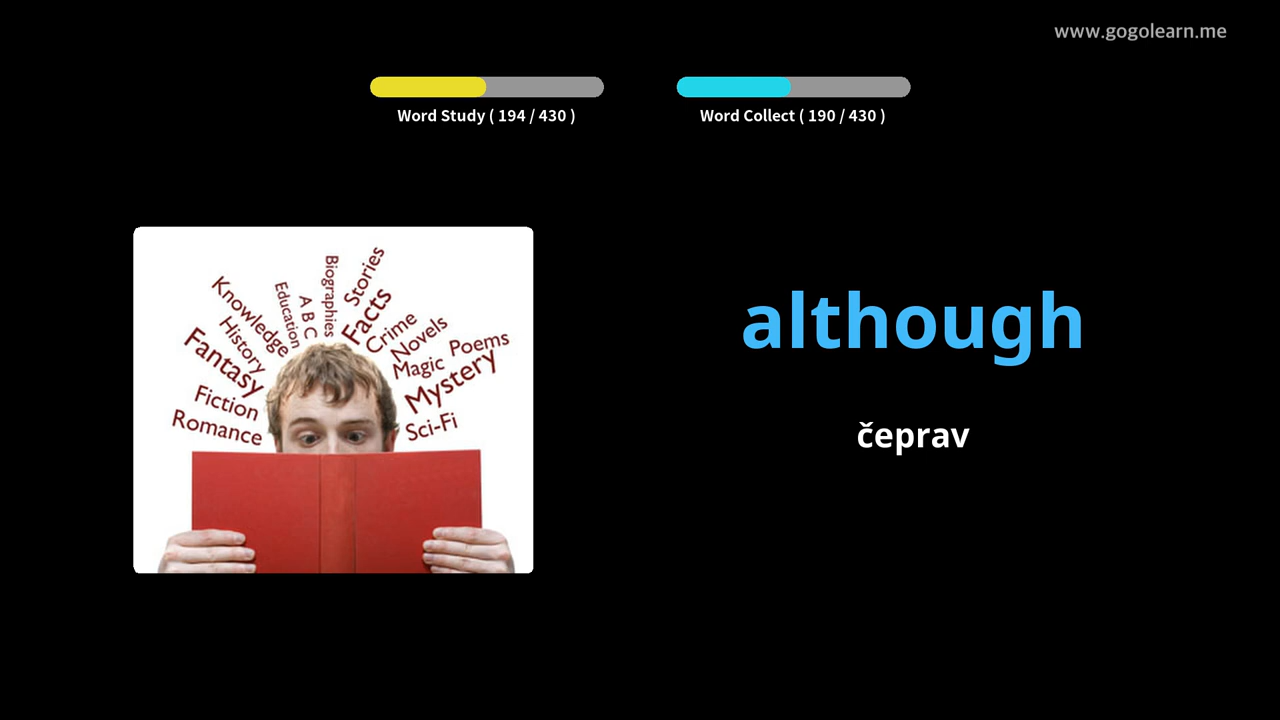 www.gogolearn.me
Word Study ( 194 / 430 )
Word Collect ( 190 / 430 )
Stories
Biographies
Facts
A B C
Education
Knowledge
Crime
Novels
History
Poems
Magic
Fantasy
Mystery
Fiction
Sci-Fi
Romance
although
čeprav